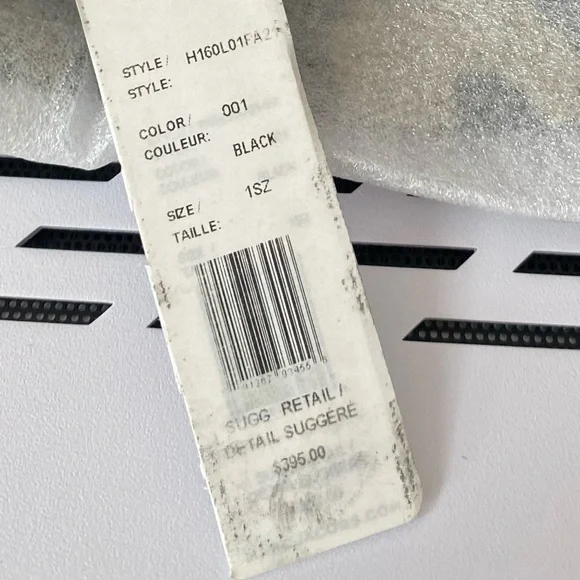 STYLE/ H160L01FA2
STYLE:
COLOR/ 001
COULEUR: BLACK
SIZE/ 1SZ
TAILLE:
SUGG RETAIL/
DETAIL SUGGÉRÉ
$395.00